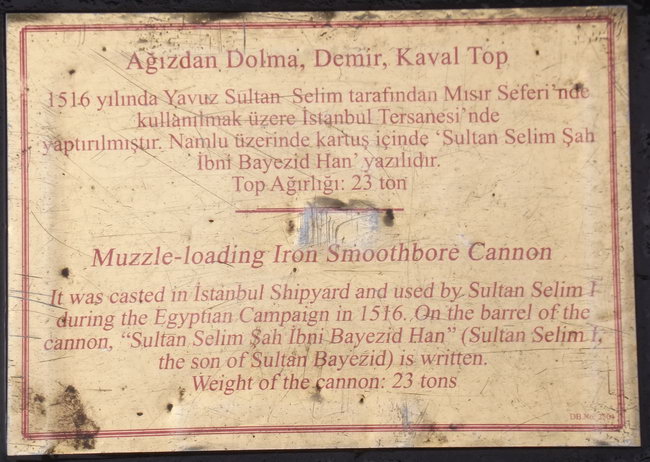 Ağızdan Dolma, Demir, Kaval Top
1516 yılında Yavuz Sultan Selim tarafından Mısır Seferi'nde
kullanılmak üzere İstanbul Tersanesi'nde
yaptırılmıştır. Namlu üzerinde kartuş içinde 'Sultan Selim Şah
İbni Bayezid Han' yazılıdır.
Top Ağırlığı: 23 ton
Muzzle-loading Iron Smoothbore Cannon
It was casted in İstanbul Shipyard and used by Sultan Selim I
during the Egyptian Campaign in 1516. On the barrel of the
cannon, "Sultan Selim Şah İbni Bayezid Han" (Sultan Selim I,
the son of Sultan Bayezid) is written.
Weight of the cannon: 23 tons
DB.No: